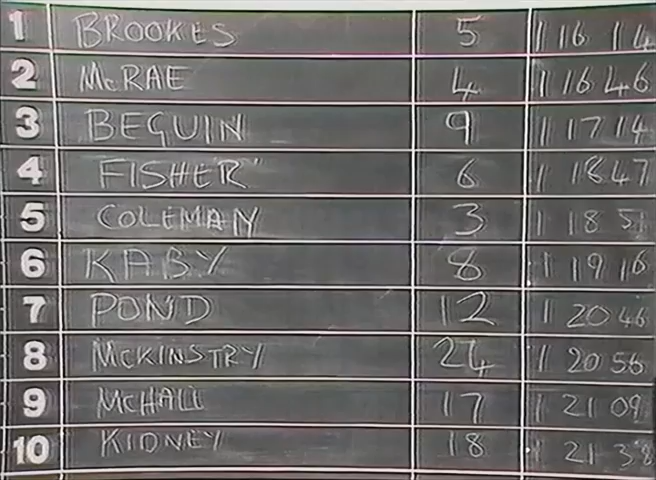 1 BROOKES 5 1 16 14
2 McRAE 4 1 16 46
3 BEGUIN 9 1 17 14
4 FISHER 6 1 18 47
5 COLEMAN 3 1 18 51
6 KABY 8 1 19 16
7 POND 12 1 20 46
8 McKINSTRY 24 1 20 56
9 McHALE 17 1 21 09
10 KIDNEY 18 1 21 38